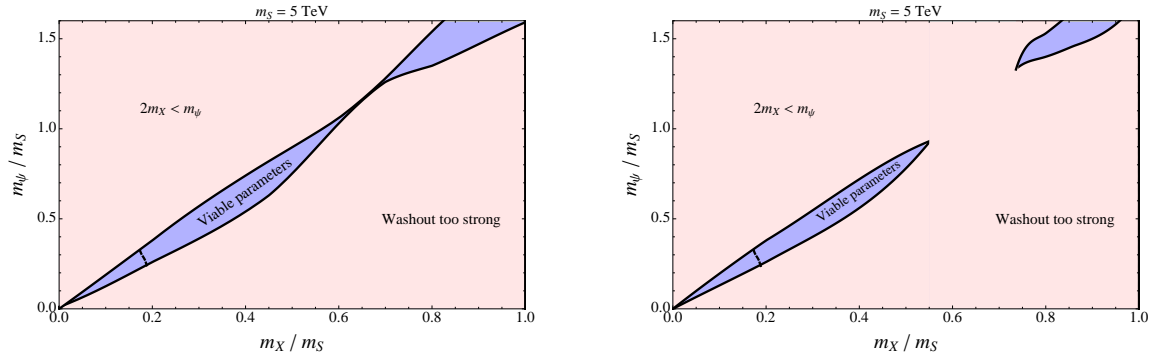 m_S = 5 TeV
1.5
1.0
0.5
0.0
m_ψ / m_S
2m_X < m_ψ
Viable parameters
Washout too strong
0.0 0.2 0.4 0.6 0.8 1.0
m_X / m_S
m_S = 5 TeV
1.5
1.0
0.5
0.0
m_ψ / m_S
2m_X < m_ψ
Viable parameters
Washout too strong
0.0 0.2 0.4 0.6 0.8 1.0
m_X / m_S